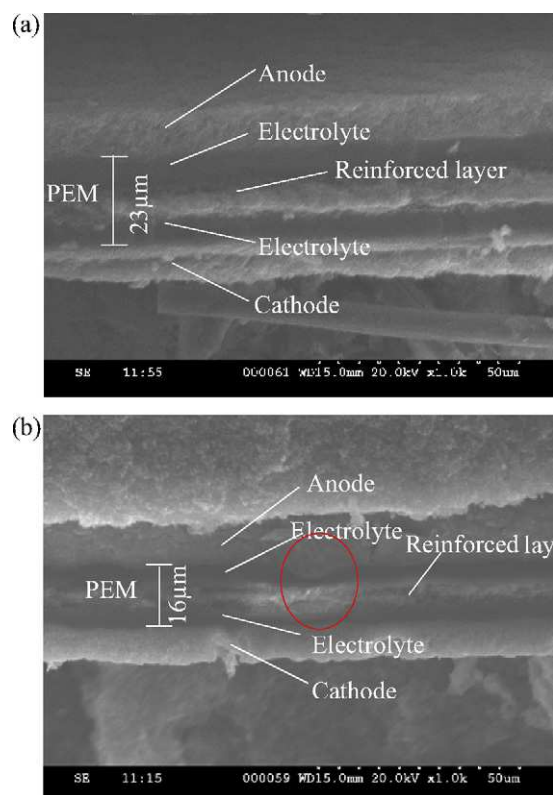 (a)
Anode
Electrolyte
Reinforced layer
PEM
23μm
Electrolyte
Cathode
SE 11:55 000061 WD15.0mm 20.0kV x1.0k 50um
(b)
Anode
Electrolyte
Reinforced lay
PEM
16μm
Electrolyte
Cathode
SE 11:15 000059 WD15.0mm 20.0kV x1.0k 50um